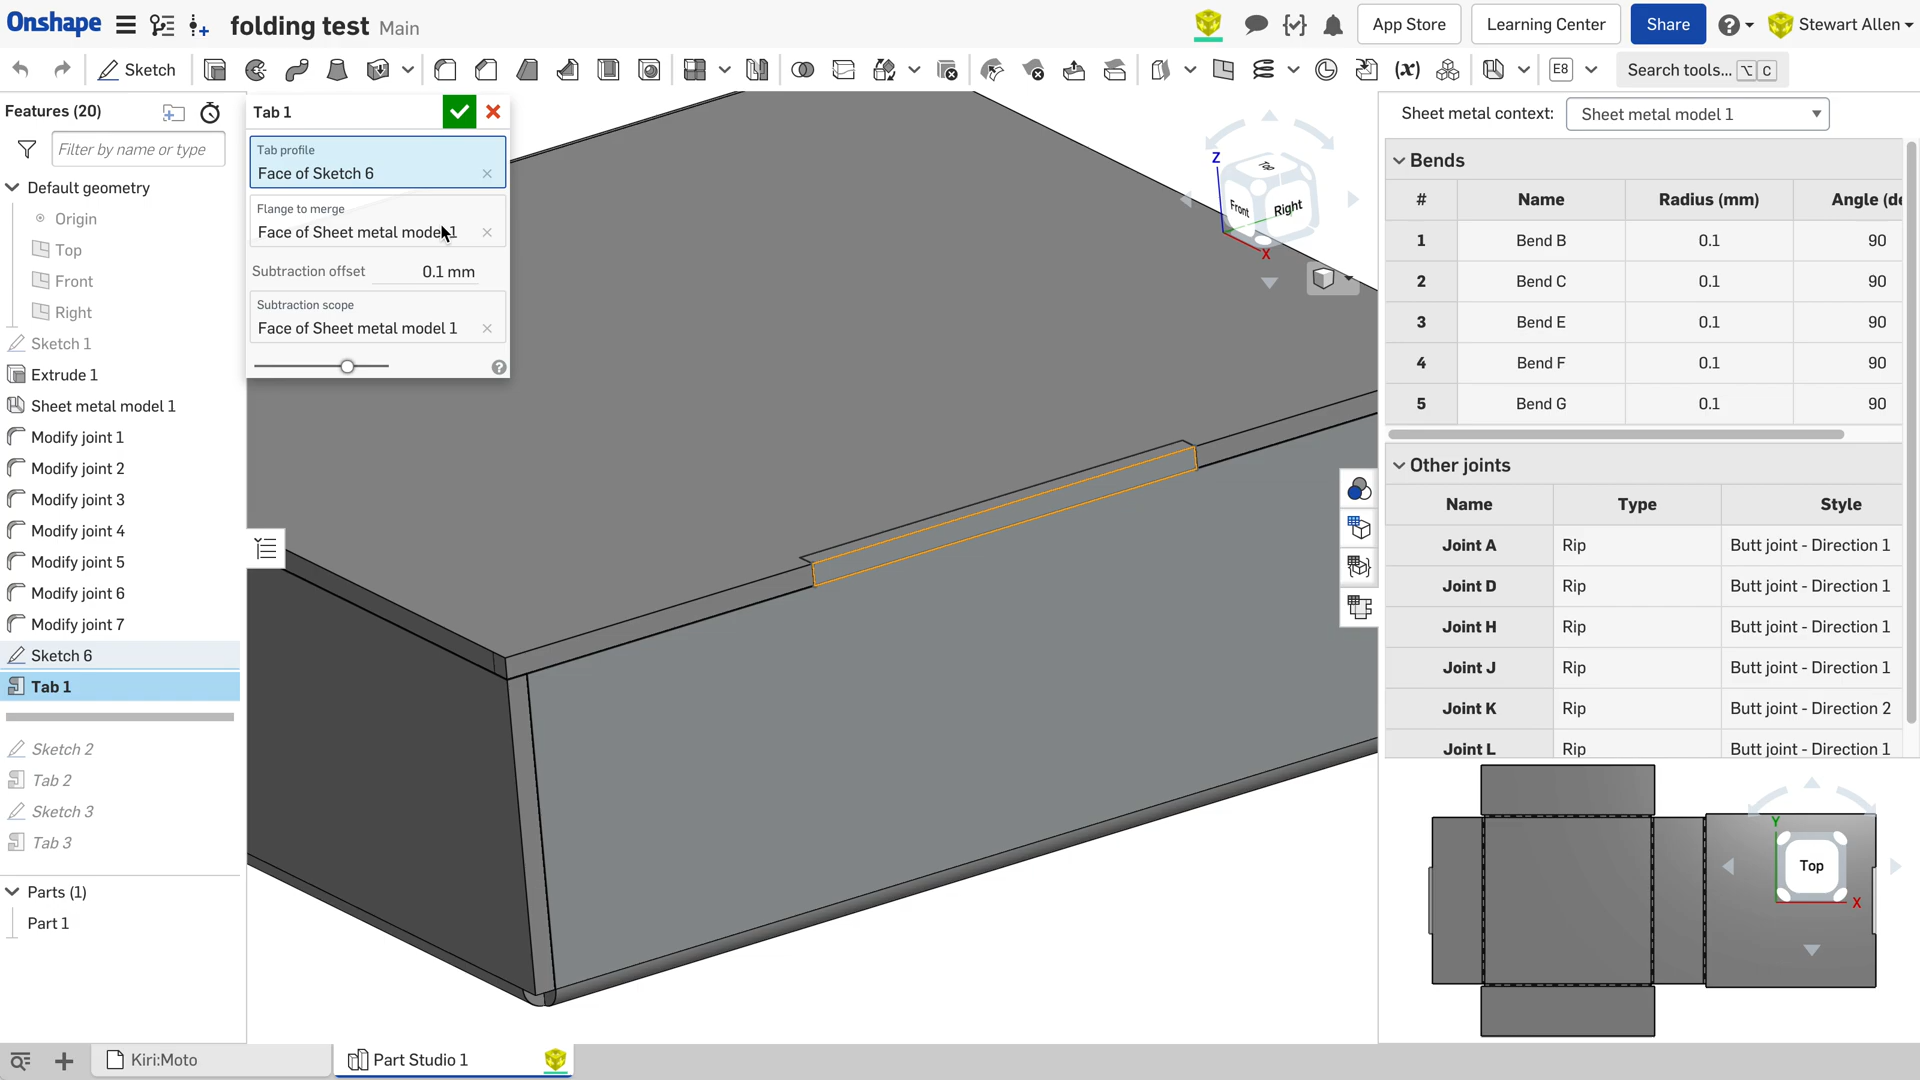 Onshape
folding test Main
App Store
Learning Center
Share
Stewart Allen
Sketch
E8
Search tools... ⌥ C
Features (20)
Filter by name or type
Default geometry
Origin
Top
Front
Right
Sketch 1
Extrude 1
Sheet metal model 1
Modify joint 1
Modify joint 2
Modify joint 3
Modify joint 4
Modify joint 5
Modify joint 6
Modify joint 7
Sketch 6
Tab 1
Sketch 2
Tab 2
Sketch 3
Tab 3
Parts (1)
Part 1
Tab 1
Tab profile
Face of Sketch 6
Flange to merge
Face of Sheet metal model 1
Subtraction offset 0.1 mm
Subtraction scope
Face of Sheet metal model 1
Z
Top
Front
Right
X
Sheet metal context: Sheet metal model 1
Bends
# Name Radius (mm) Angle (de
1 Bend B 0.1 90
2 Bend C 0.1 90
3 Bend E 0.1 90
4 Bend F 0.1 90
5 Bend G 0.1 90
Other joints
Name Type Style
Joint A Rip Butt joint - Direction 1
Joint D Rip Butt joint - Direction 1
Joint H Rip Butt joint - Direction 1
Joint J Rip Butt joint - Direction 1
Joint K Rip Butt joint - Direction 2
Joint L Rip Butt joint - Direction 1
Y
Top
X
Kiri:Moto
Part Studio 1